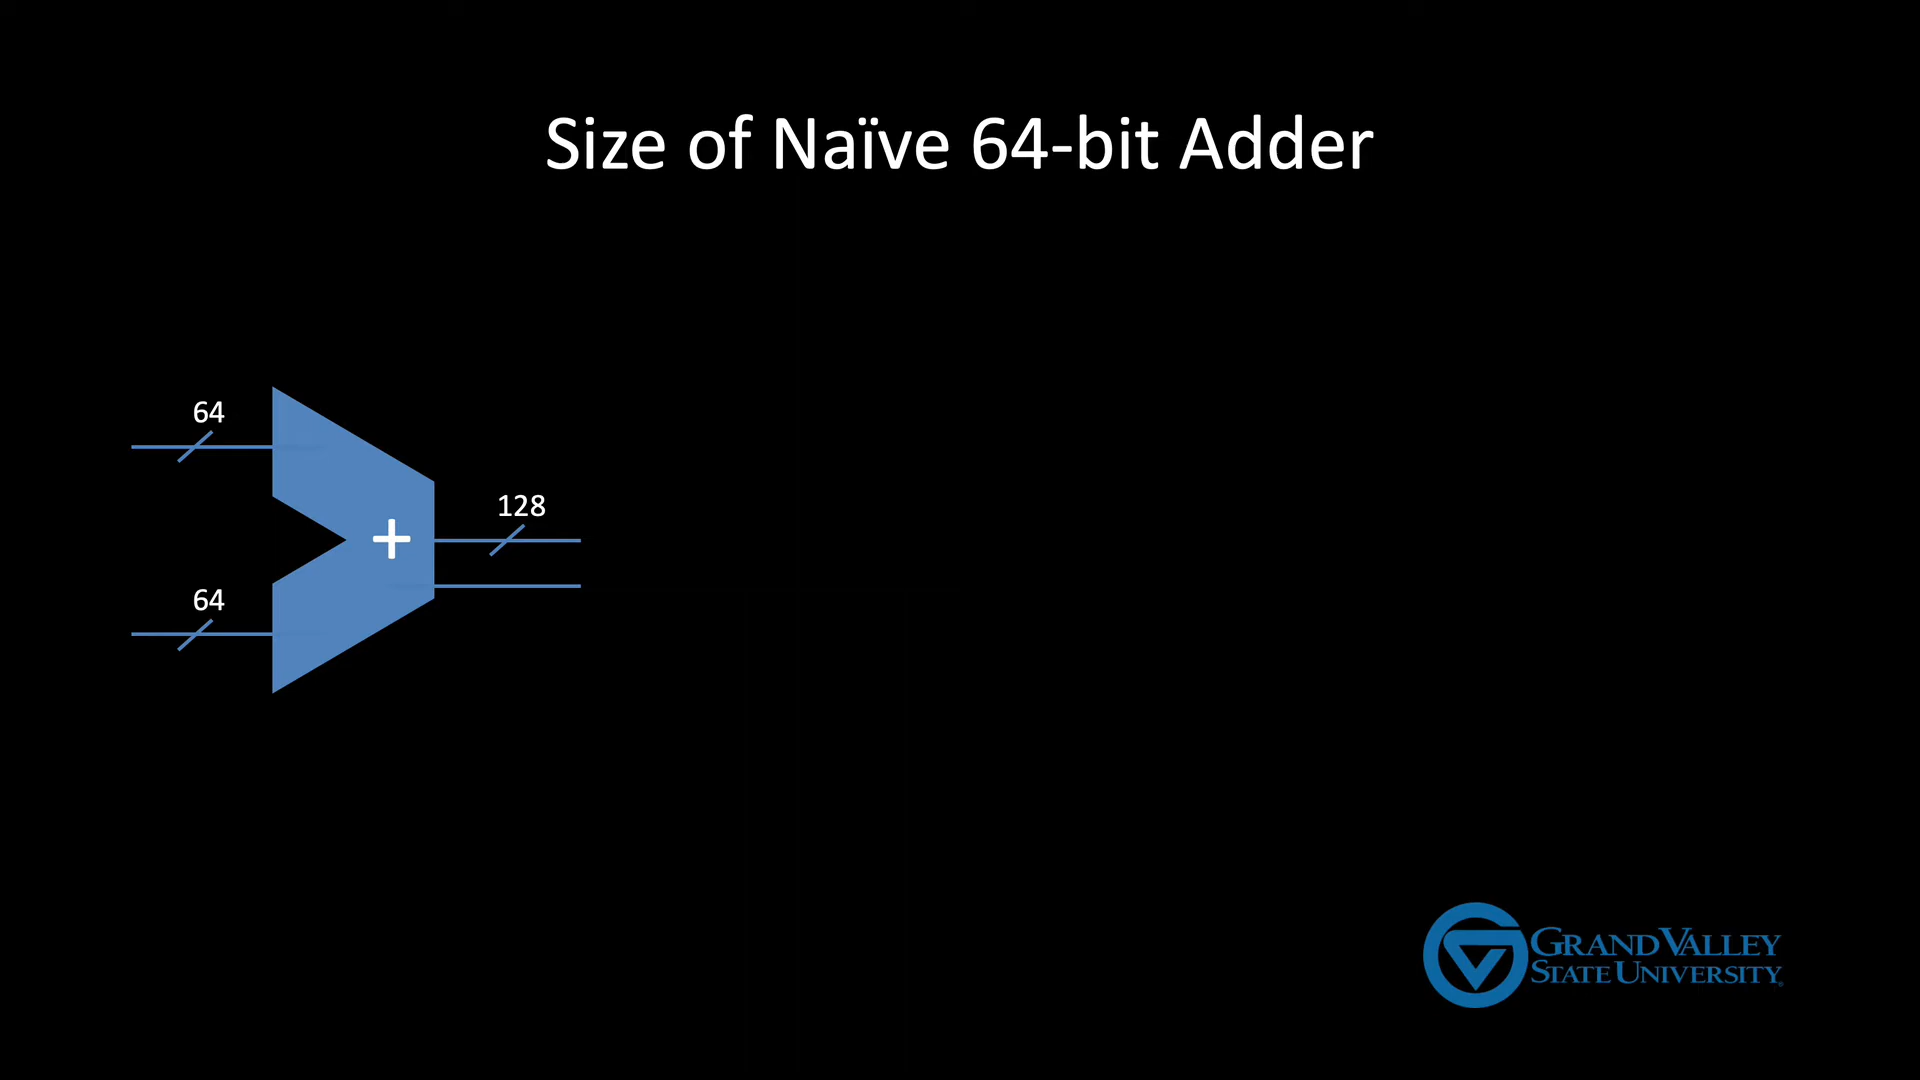 Size of Naïve 64-bit Adder
64
128
+
64
GRAND VALLEY
STATE UNIVERSITY